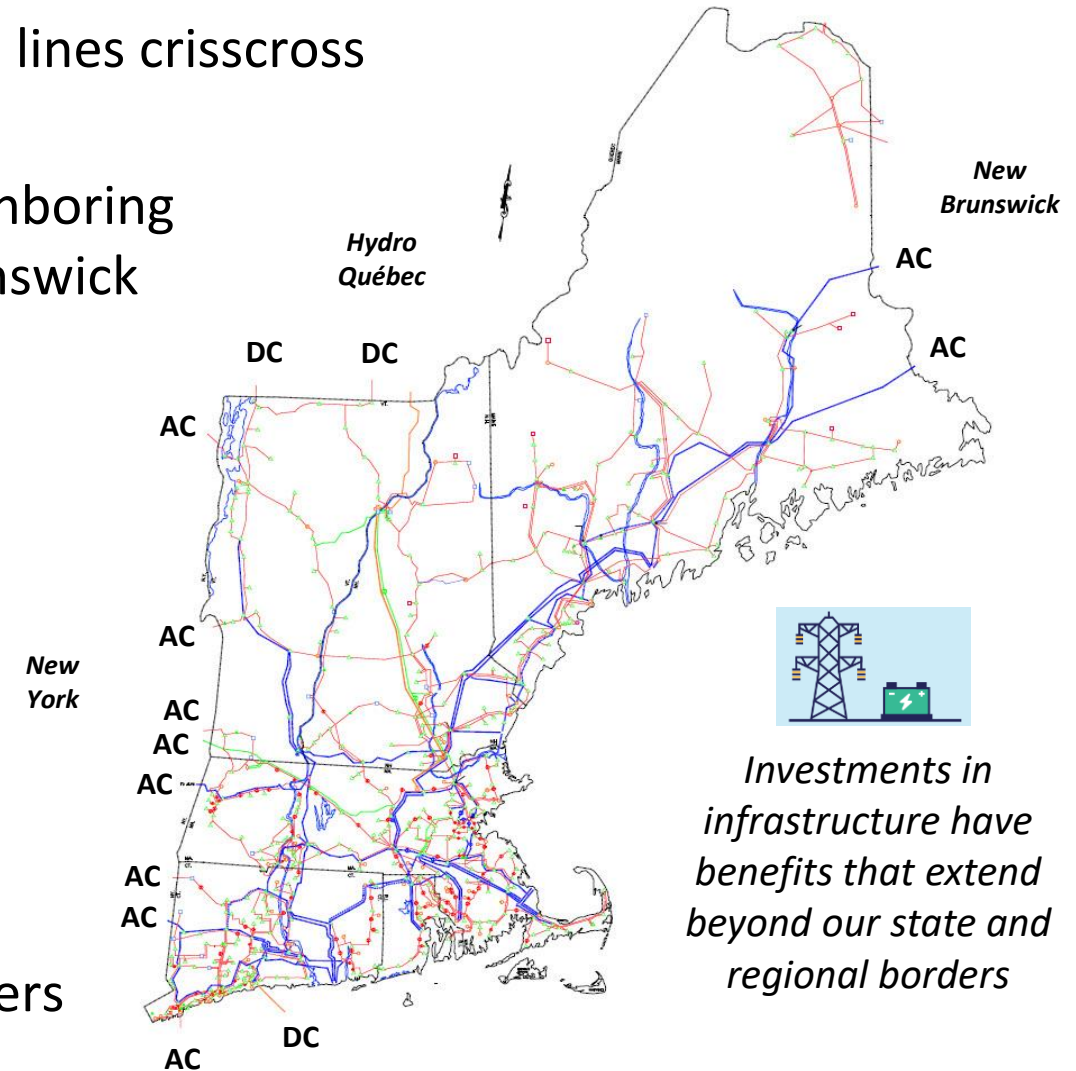 lines crisscross
nboring
nswick
Hydro
Québec
New
Brunswick
AC
AC
DC
DC
AC
AC
New
York
AC
AC
AC
AC
AC
ers
DC
AC
Investments in
infrastructure have
benefits that extend
beyond our state and
regional borders